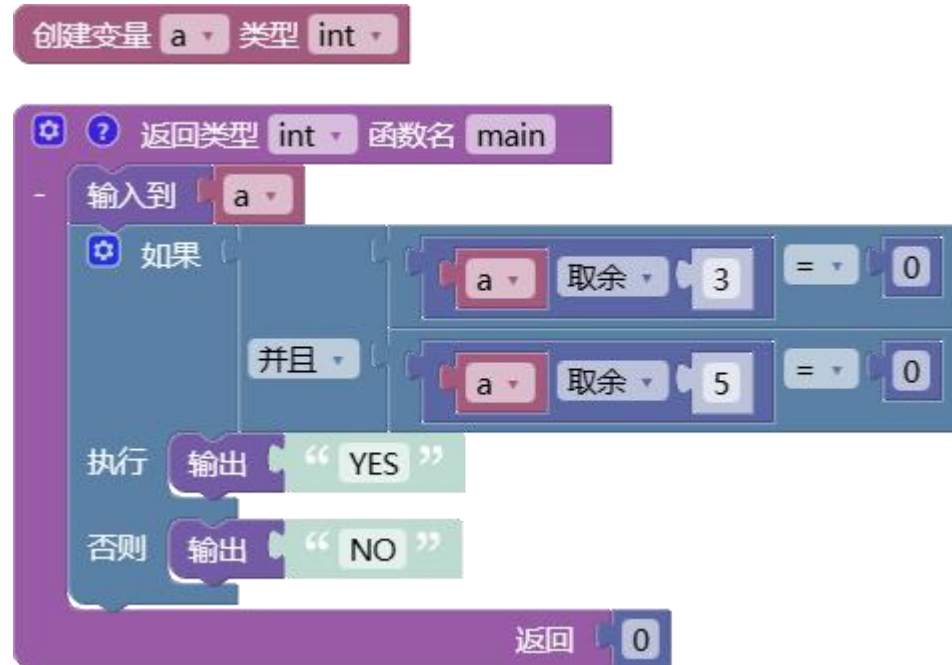 创建变量 a 类型 int
? 返回类型 int 函数名 main
- 输入到 a
如果 a 取余 3 = 0
并且
a 取余 5 = 0
执行 输出 “ YES ”
否则 输出 “ NO ”
返回 0